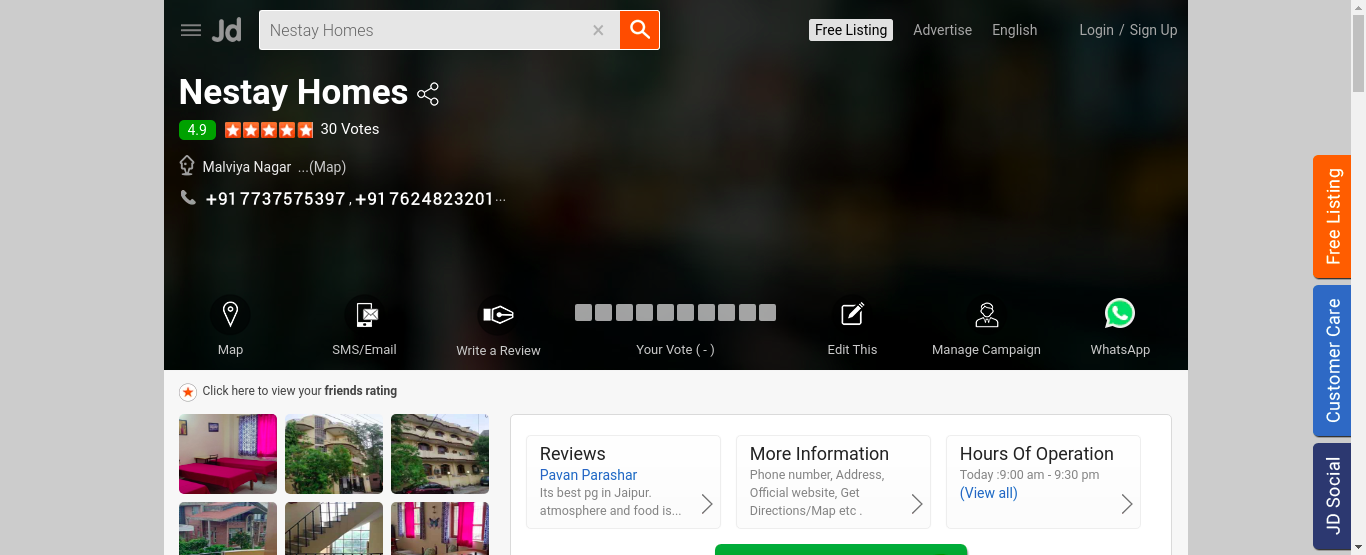 Jd
Nestay Homes
Free Listing
Advertise
English
Login / Sign Up
Nestay Homes
4.9
30 Votes
Malviya Nagar ...(Map)
+917737575397 , +917624823201...
Map
SMS/Email
Write a Review
Your Vote ( - )
Edit This
Manage Campaign
WhatsApp
Click here to view your friends rating
Reviews
Pavan Parashar
Its best pg in Jaipur.
atmosphere and food is...
More Information
Phone number, Address,
Official website, Get
Directions/Map etc .
Hours Of Operation
Today :9:00 am - 9:30 pm
(View all)
Free Listing
Customer Care
JD Social